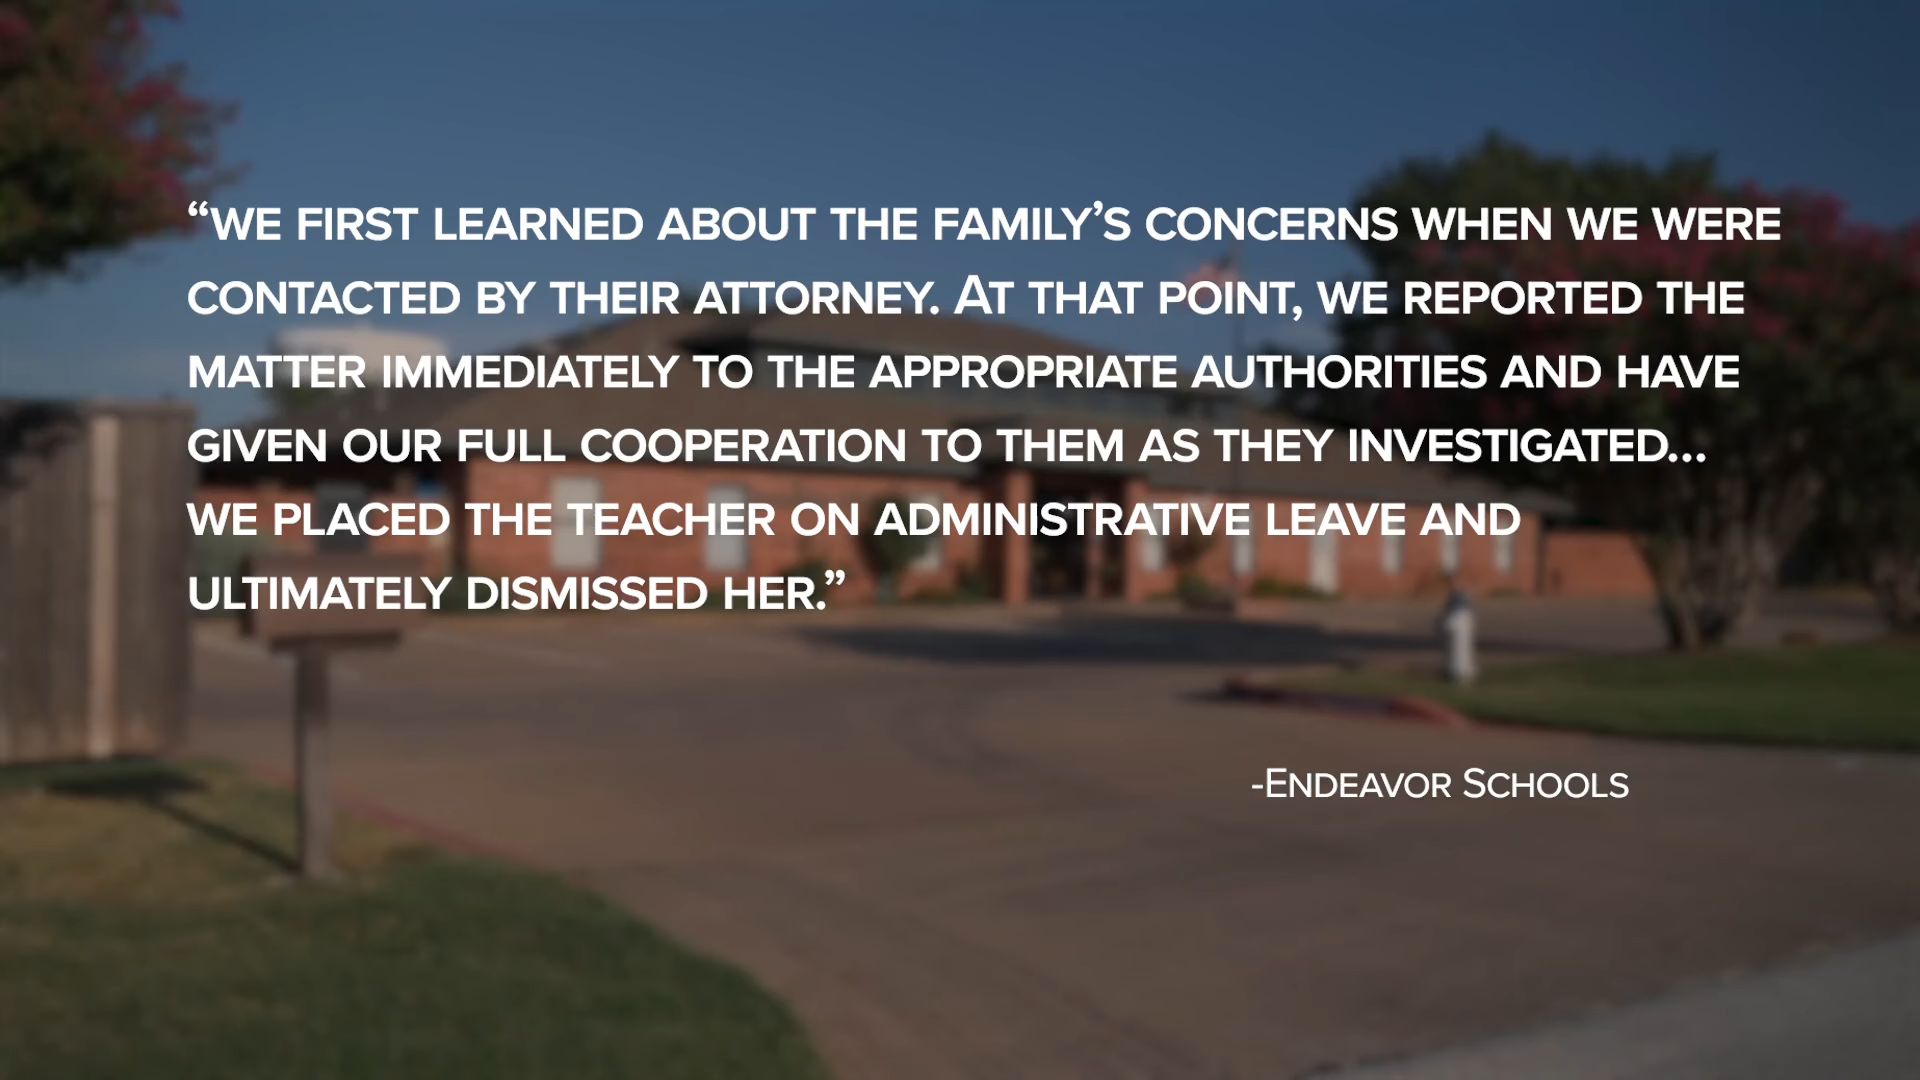 “WE FIRST LEARNED ABOUT THE FAMILY’S CONCERNS WHEN WE WERE
CONTACTED BY THEIR ATTORNEY. AT THAT POINT, WE REPORTED THE
MATTER IMMEDIATELY TO THE APPROPRIATE AUTHORITIES AND HAVE
GIVEN OUR FULL COOPERATION TO THEM AS THEY INVESTIGATED...
WE PLACED THE TEACHER ON ADMINISTRATIVE LEAVE AND
ULTIMATELY DISMISSED HER.”
-ENDEAVOR SCHOOLS